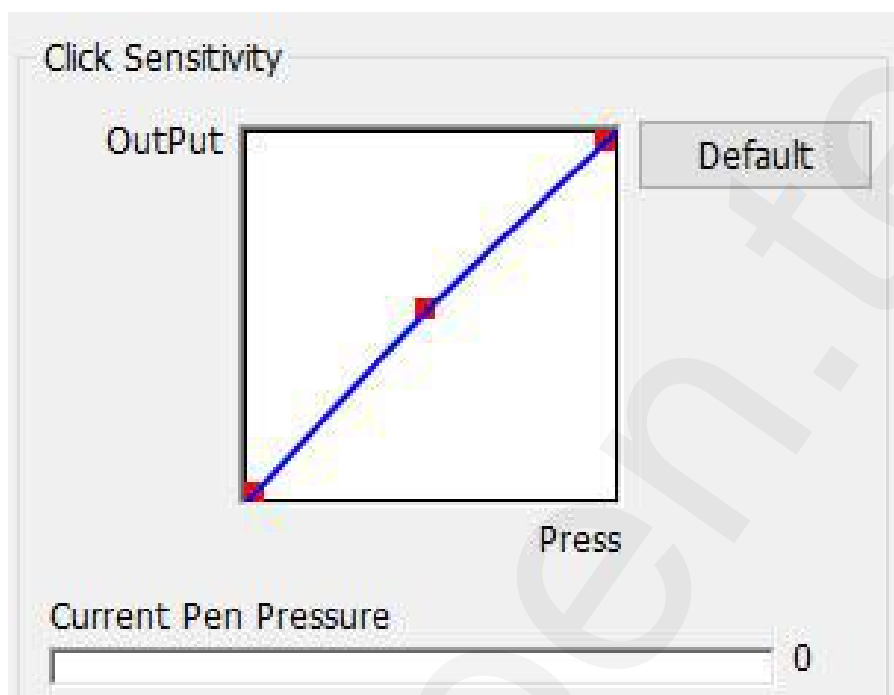 Click Sensitivity
OutPut
Default
Press
Current Pen Pressure
0